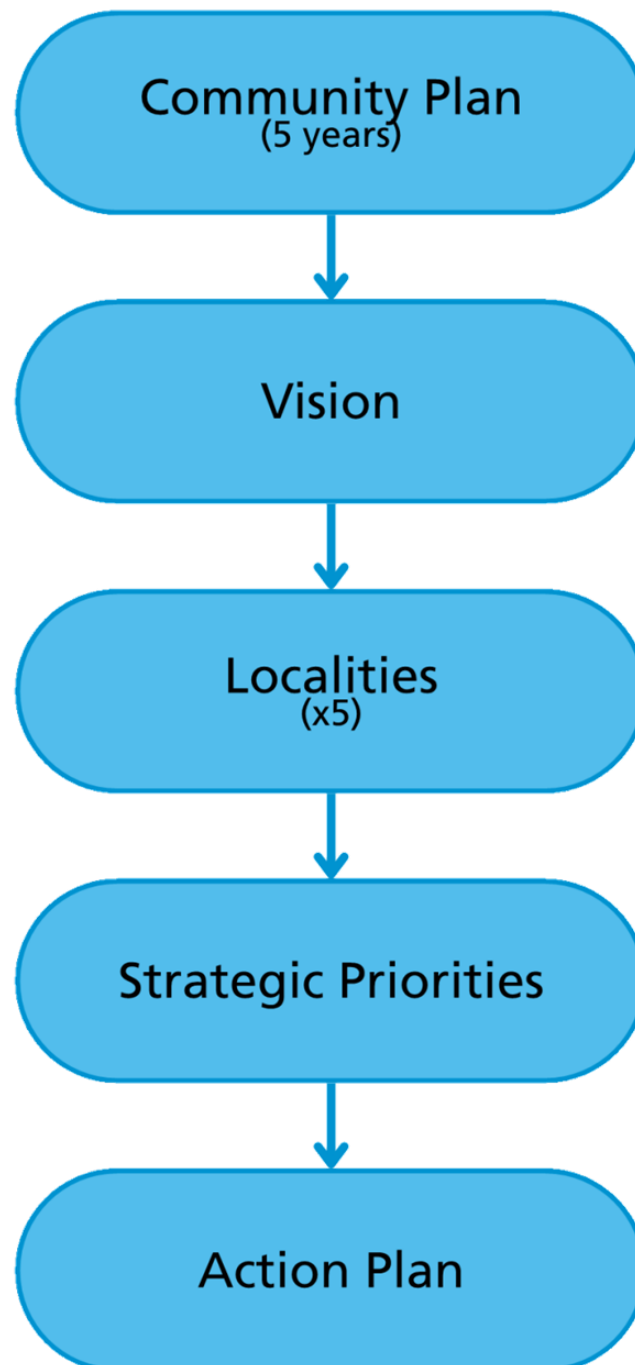 Community Plan
(5 years)
Vision
Localities
(x5)
Strategic Priorities
Action Plan